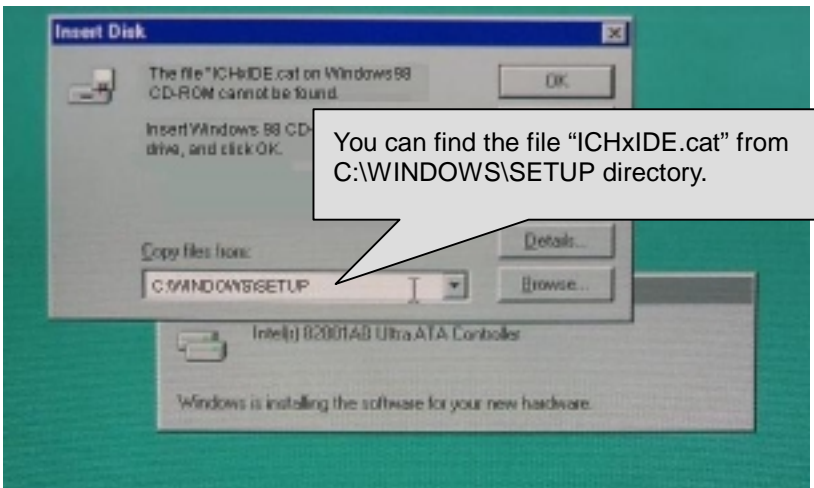 Insert Disk
The file "ICHxIDE.cat on Windows 98
CD-ROM cannot be found.
OK
Insert Windows 98 CD-
drive, and click OK.
You can find the file “ICHxIDE.cat” from
C:\WINDOWS\SETUP directory.
Details...
Copy files from:
C:\WINDOWS\SETUP
Browse...
Intel(r) 82801AB Ultra ATA Controller
Windows is installing the software for your new hardware.